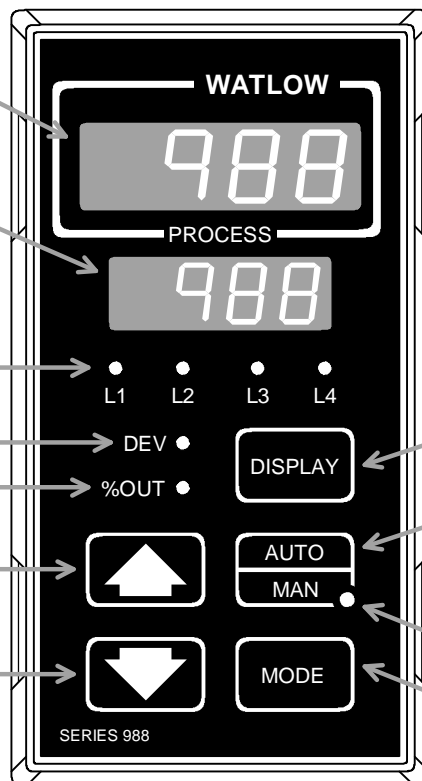 WATLOW
988
PROCESS
988
L1 L2 L3 L4
DEV
%OUT
DISPLAY
AUTO
MAN
MODE
SERIES 988